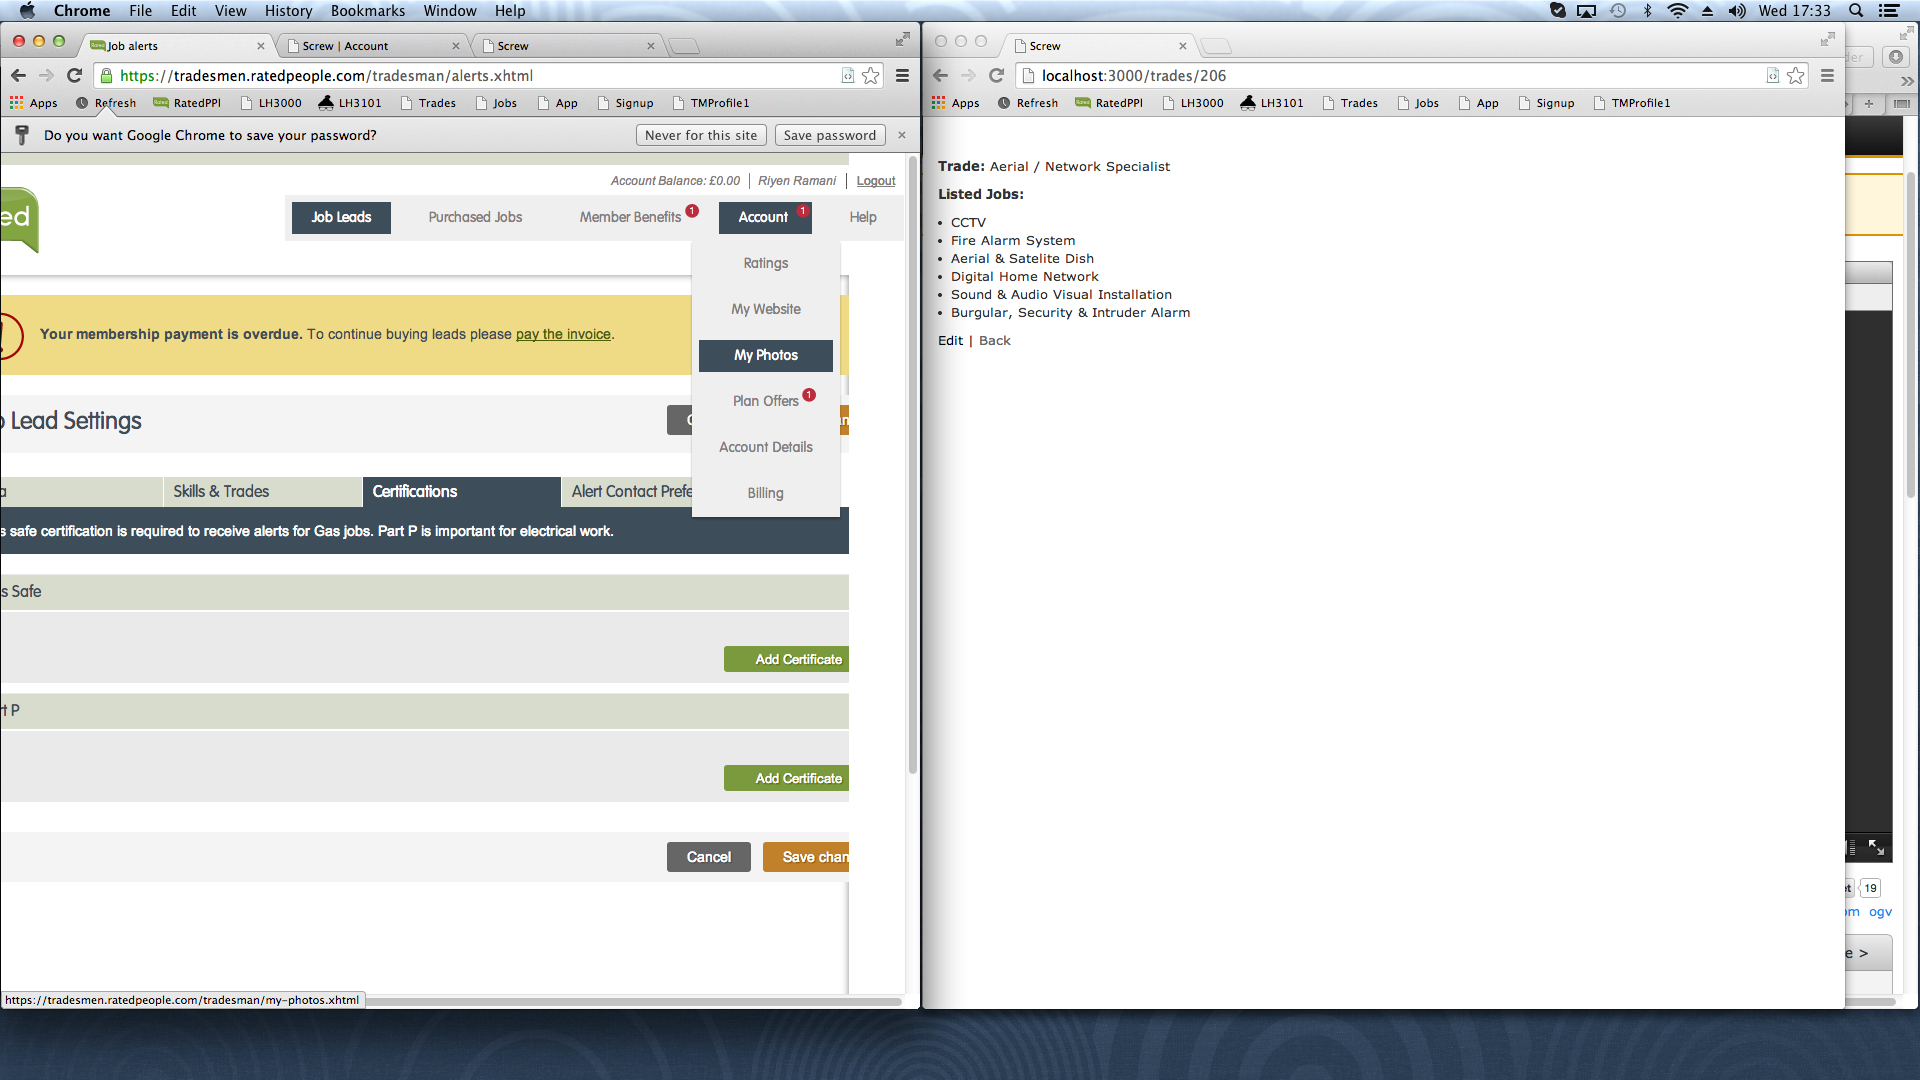 Chrome File Edit View History Bookmarks Window Help
Wed 17:33
Job alerts
Screw | Account
Screw
https://tradesmen.ratedpeople.com/tradesman/alerts.xhtml
Apps Refresh RatedPPl LH3000 LH3101 Trades Jobs App Signup TMProfile1
Do you want Google Chrome to save your password?
Never for this site
Save password
Account Balance: £0.00 Riyen Ramani Logout
ed
Job Leads
Purchased Jobs
Member Benefits 1
Account 1
Help
Ratings
My Website
My Photos
Plan Offers 1
Account Details
Billing
Your membership payment is overdue. To continue buying leads please pay the invoice.
Lead Settings
Skills & Trades
Certifications
Alert Contact Prefe
s safe certification is required to receive alerts for Gas jobs. Part P is important for electrical work.
s Safe
Add Certificate
rt P
Add Certificate
Cancel
Save chan
https://tradesmen.ratedpeople.com/tradesman/my-photos.xhtml
Screw
localhost:3000/trades/206
Apps Refresh RatedPPl LH3000 LH3101 Trades Jobs App Signup TMProfile1
Trade: Aerial / Network Specialist
Listed Jobs:
• CCTV
• Fire Alarm System
• Aerial & Satelite Dish
• Digital Home Network
• Sound & Audio Visual Installation
• Burgular, Security & Intruder Alarm
Edit | Back
der
et 19
om ogv
e >